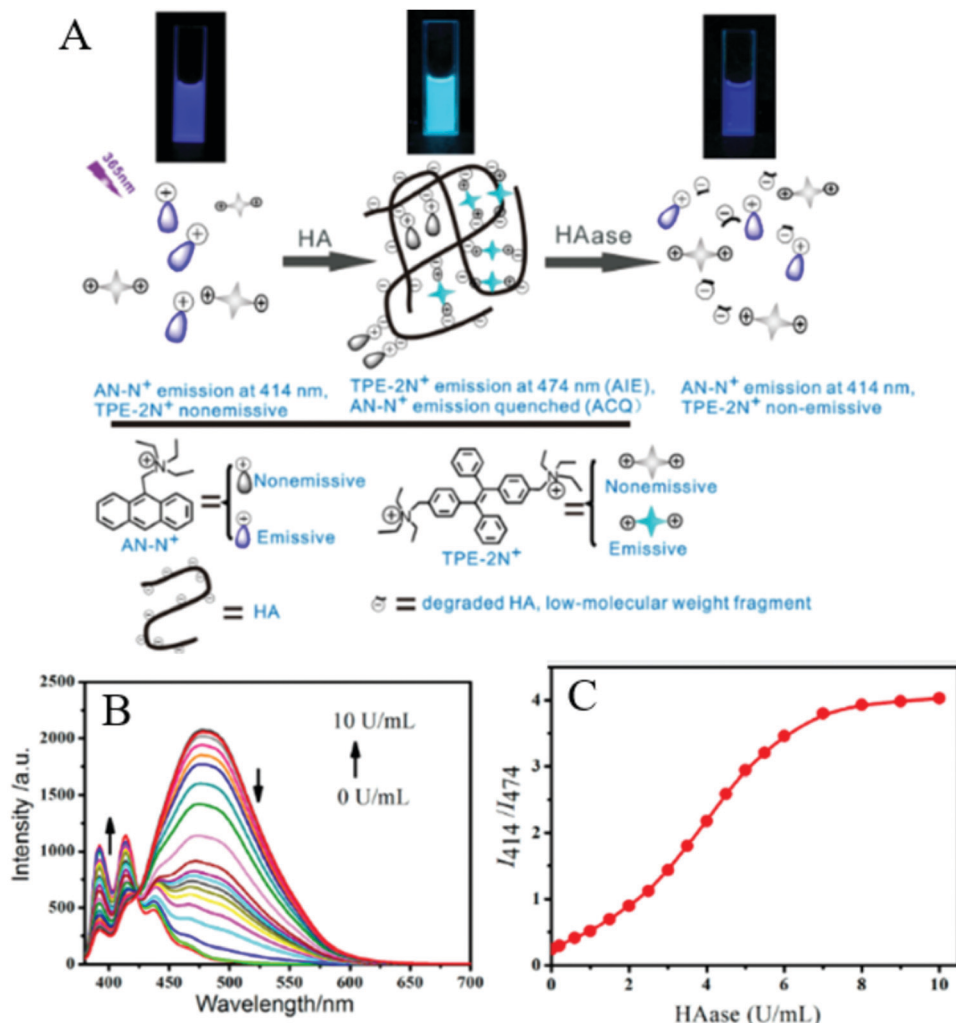 A
365nm
HA
HAase
AN-N⁺ emission at 414 nm,
TPE-2N⁺ nonemissive
TPE-2N⁺ emission at 474 nm (AIE),
AN-N⁺ emission quenched (ACQ)
AN-N⁺ emission at 414 nm,
TPE-2N⁺ non-emissive
N
Nonemissive
Emissive
AN-N⁺
N
N
TPE-2N⁺
Nonemissive
Emissive
= HA
= degraded HA, low-molecular weight fragment
B
10 U/mL
0 U/mL
Intensity /a.u.
2500
2000
1500
1000
500
0
400 450 500 550 600 650 700
Wavelength/nm
C
I414/I474
4
3
2
1
0
0 2 4 6 8 10
HAase (U/mL)